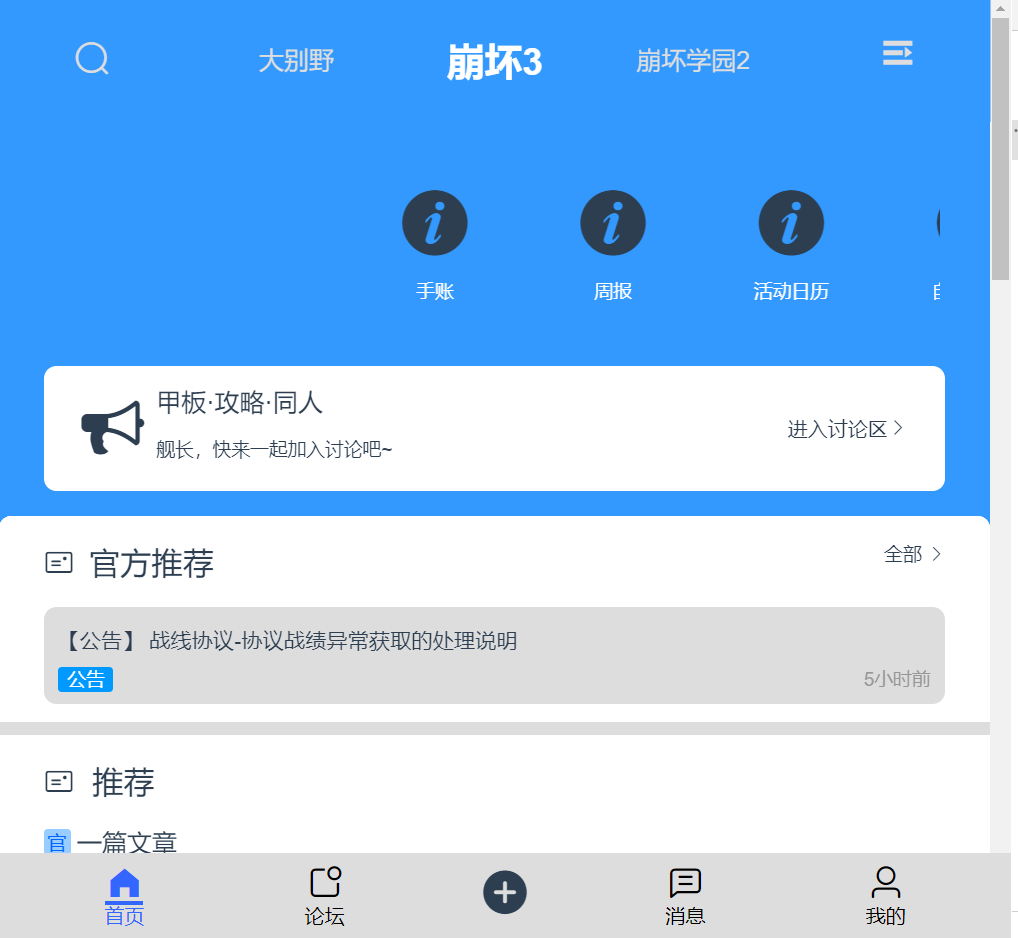 大别野 崩坏3 崩坏学园2
手账 周报 活动日历
甲板·攻略·同人
舰长，快来一起加入讨论吧~
进入讨论区
官方推荐 全部
【公告】 战线协议-协议战绩异常获取的处理说明
公告 5小时前
推荐
官 一篇文章
首页 论坛 消息 我的